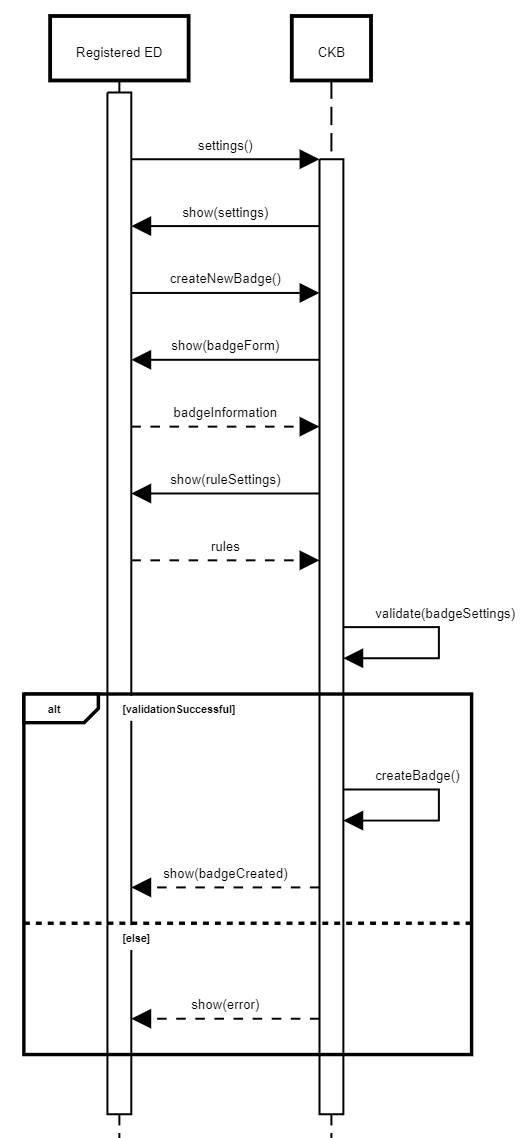 Registered ED
CKB
settings()
show(settings)
createNewBadge()
show(badgeForm)
badgeInformation
show(ruleSettings)
rules
validate(badgeSettings)
alt
[validationSuccessful]
createBadge()
show(badgeCreated)
[else]
show(error)